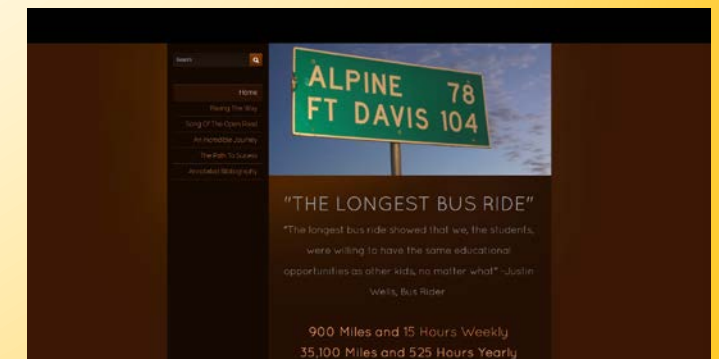 Search
Home
Paving The Way
Song Of The Open Road
An Incredible Journey
The Path To Success
Annotated Bibliography
ALPINE 78
FT DAVIS 104
"THE LONGEST BUS RIDE"
"The longest bus ride showed that we, the students,
were willing to have the same educational
opportunities as other kids, no matter what" -Justin
Wells, Bus Rider
900 Miles and 15 Hours Weekly
35,100 Miles and 525 Hours Yearly